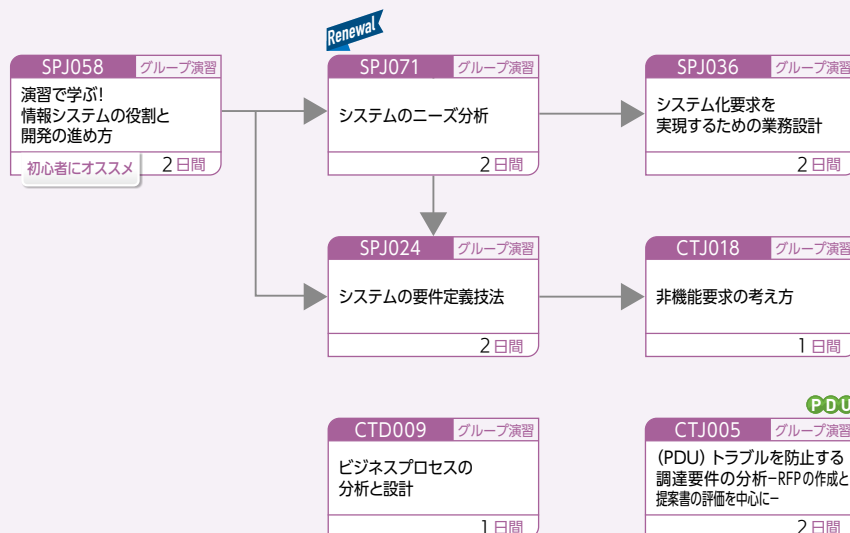 Renewal
SPJ058 グループ演習
演習で学ぶ!
情報システムの役割と
開発の進め方
初心者にオススメ 2日間
SPJ071 グループ演習
システムのニーズ分析
2日間
SPJ036 グループ演習
システム化要求を
実現するための業務設計
2日間
SPJ024 グループ演習
システムの要件定義技法
2日間
CTJ018 グループ演習
非機能要求の考え方
1日間
CTD009 グループ演習
ビジネスプロセスの
分析と設計
1日間
PDU
CTJ005 グループ演習
(PDU) トラブルを防止する
調達要件の分析−RFPの作成と
提案書の評価を中心に−
2日間